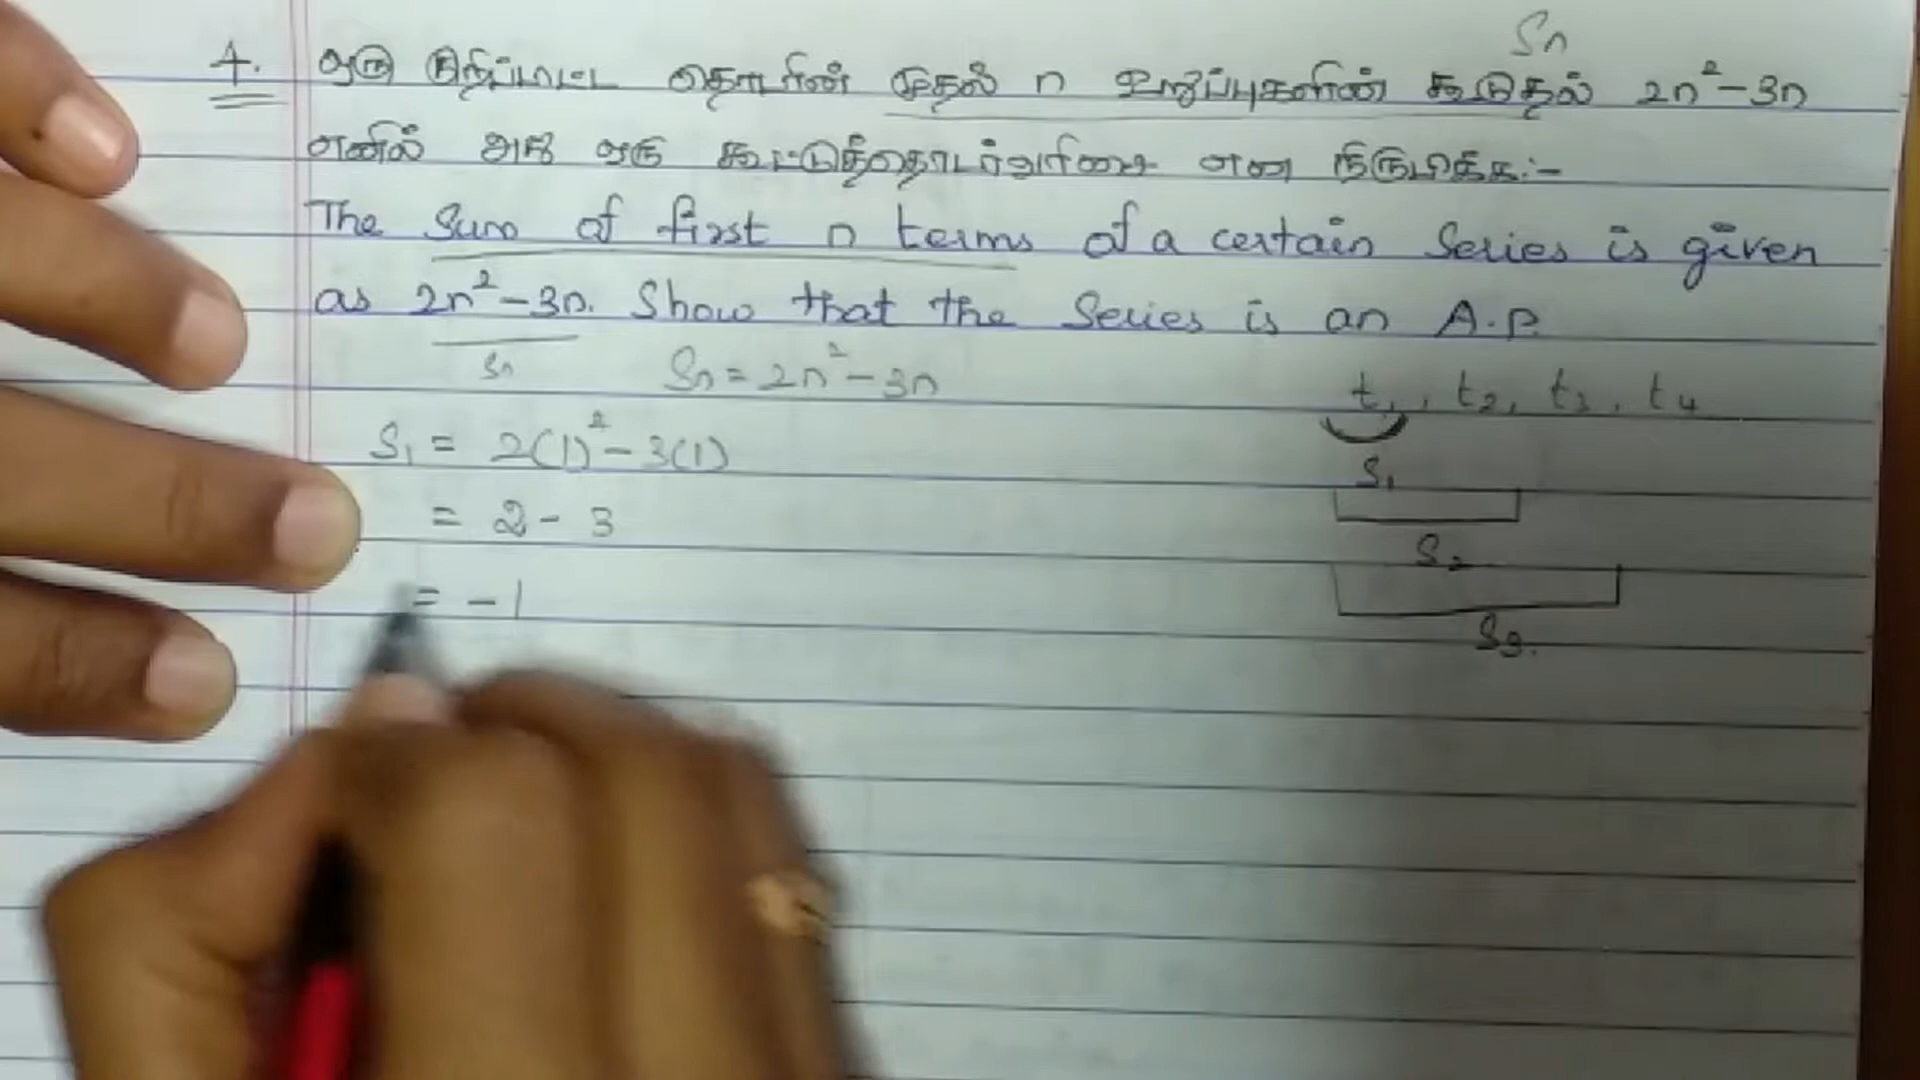 Sn
4. ஒரு குறிப்பிட்ட தொடரின் முதல் n உறுப்புகளின் கூடுதல் 2n²-3n
எனில் அது ஒரு கூட்டுத்தொடர்வரிசை என நிரூபிக்க:-
The Sum of first n terms of a certain Series is given
as 2n²-3n. Show that the Series is an A.P.
Sn
Sn = 2n²-3n
t₁, t₂, t₃, t₄
S₁ = 2(1)²-3(1)
S₁
= 2 - 3
S₂
= -1
S₃.